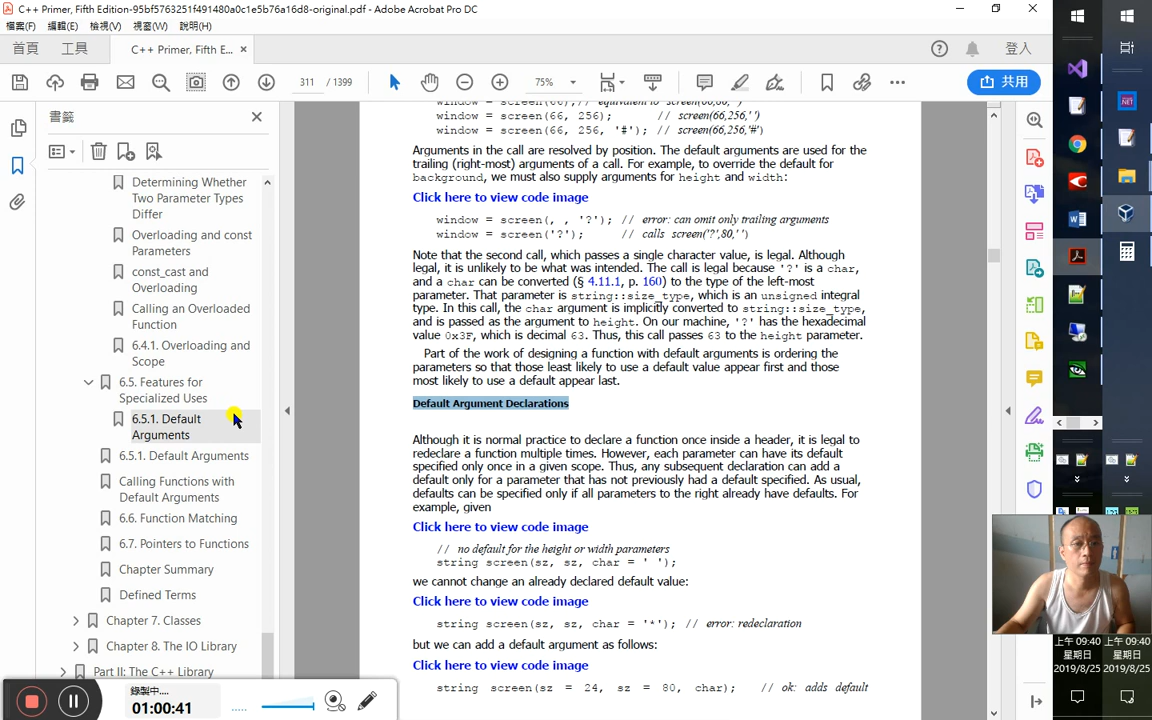 C++ Primer, Fifth Edition-95bf5763251f491480a0c1e5b76a16d8-original.pdf - Adobe Acrobat Pro DC
檔案(F) 編輯(E) 檢視(V) 視窗(W) 說明(H)
首頁 工具 C++ Primer, Fifth E... × 登入
311 / 1399 75% 共用
書籤
Determining Whether
Two Parameter Types
Differ
Overloading and const
Parameters
const_cast and
Overloading
Calling an Overloaded
Function
6.4.1. Overloading and
Scope
6.5. Features for
Specialized Uses
6.5.1. Default
Arguments
6.5.1. Default Arguments
Calling Functions with
Default Arguments
6.6. Function Matching
6.7. Pointers to Functions
Chapter Summary
Defined Terms
Chapter 7. Classes
Chapter 8. The IO Library
Part II: The C++ Library
window = screen(66);// equivalent to screen(66,80,' ')
window = screen(66, 256); // screen(66,256,' ')
window = screen(66, 256, '#'); // screen(66,256,'#')
Arguments in the call are resolved by position. The default arguments are used for the
trailing (right-most) arguments of a call. For example, to override the default for
background, we must also supply arguments for height and width:
Click here to view code image
window = screen(, , '?'); // error: can omit only trailing arguments
window = screen('?'); // calls screen('?',80,' ')
Note that the second call, which passes a single character value, is legal. Although
legal, it is unlikely to be what was intended. The call is legal because '?' is a char,
and a char can be converted (§ 4.11.1, p. 160) to the type of the left-most
parameter. That parameter is string::size_type, which is an unsigned integral
type. In this call, the char argument is implicitly converted to string::size_type,
and is passed as the argument to height. On our machine, '?' has the hexadecimal
value 0x3F, which is decimal 63. Thus, this call passes 63 to the height parameter.
Part of the work of designing a function with default arguments is ordering the
parameters so that those least likely to use a default value appear first and those
most likely to use a default appear last.
Default Argument Declarations
Although it is normal practice to declare a function once inside a header, it is legal to
redeclare a function multiple times. However, each parameter can have its default
specified only once in a given scope. Thus, any subsequent declaration can add a
default only for a parameter that has not previously had a default specified. As usual,
defaults can be specified only if all parameters to the right already have defaults. For
example, given
Click here to view code image
// no default for the height or width parameters
string screen(sz, sz, char = ' ');
we cannot change an already declared default value:
Click here to view code image
string screen(sz, sz, char = '*'); // error: redeclaration
but we can add a default argument as follows:
Click here to view code image
string screen(sz = 24, sz = 80, char); // ok: adds default
錄製中....
01:00:41
上午 09:40 上午 09:40
星期日 星期日
2019/8/25 2019/8/25